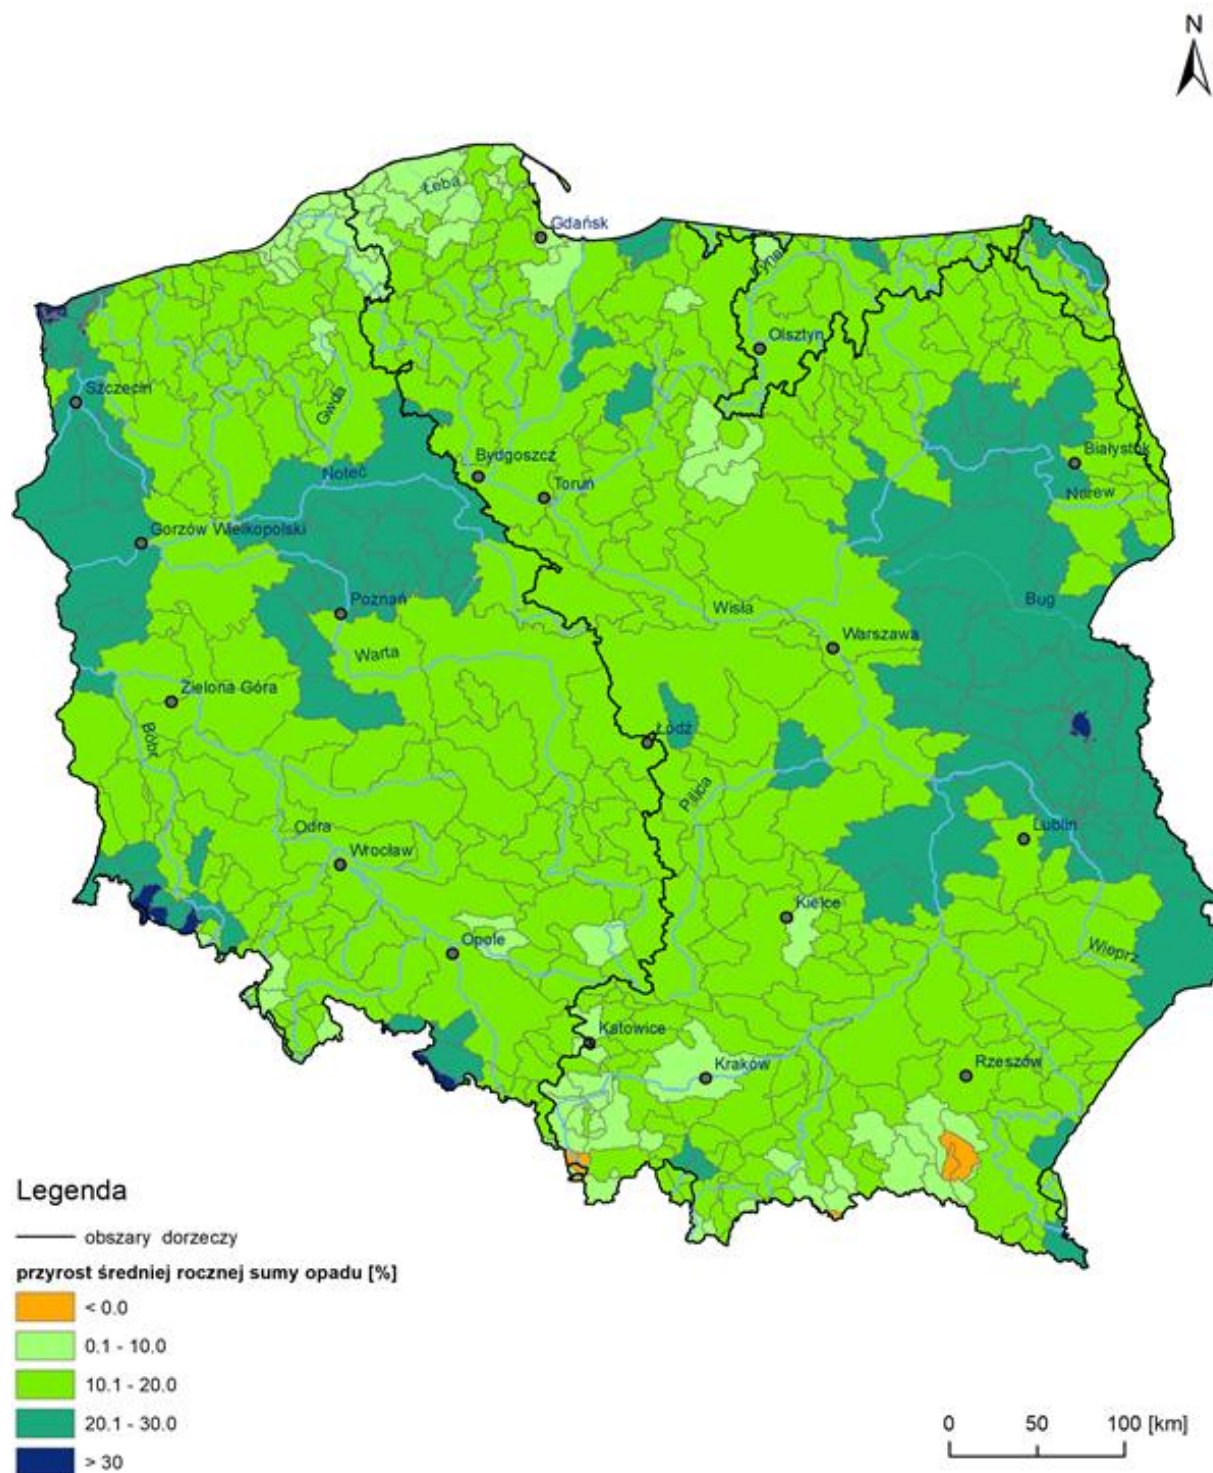 N
Łeba
Gdańsk
Łyna
Olsztyn
Szczecin
Gwda
Białystok
Bydgoszcz
Noteć
Toruń
Narew
Gorzów Wielkopolski
Poznań
Wisła
Bug
Warszawa
Warta
Zielona Góra
Bóbr
Łódź
Pilica
Odra
Wrocław
Lublin
Kielce
Opole
Wieprz
Katowice
Kraków
Rzeszów
Legenda
obszary dorzeczy
przyrost średniej rocznej sumy opadu [%]
< 0.0
0.1 - 10.0
10.1 - 20.0
20.1 - 30.0
> 30
0 50 100 [km]